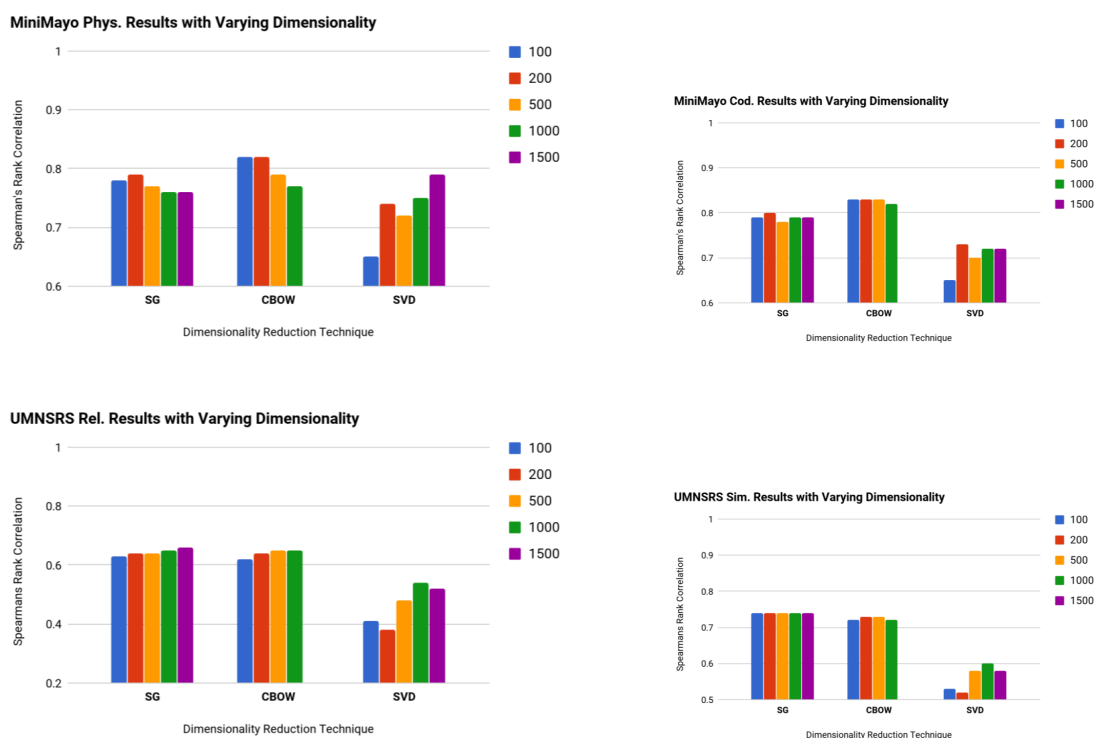 MiniMayo Phys. Results with Varying Dimensionality
Spearman's Rank Correlation
1
0.9
0.8
0.7
0.6
SG
CBOW
SVD
Dimensionality Reduction Technique
100
200
500
1000
1500
MiniMayo Cod. Results with Varying Dimensionality
Spearman's Rank Correlation
1
0.9
0.8
0.7
0.6
SG
CBOW
SVD
Dimensionality Reduction Technique
100
200
500
1000
1500
UMNSRS Rel. Results with Varying Dimensionality
Spearmans Rank Correlation
1
0.8
0.6
0.4
0.2
SG
CBOW
SVD
Dimensionality Reduction Technique
100
200
500
1000
1500
UMNSRS Sim. Results with Varying Dimensionality
Spearmans Rank Correlation
1
0.9
0.8
0.7
0.6
0.5
SG
CBOW
SVD
Dimensionality Reduction Technique
100
200
500
1000
1500